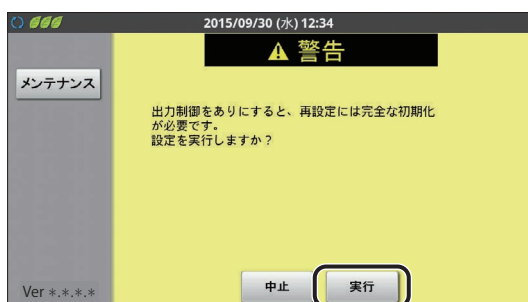 2015/09/30 (水) 12:34
警告
メンテナンス
出力制御をありにすると、再設定には完全な初期化
が必要です。
設定を実行しますか？
中止 実行
Ver *.*.*.*